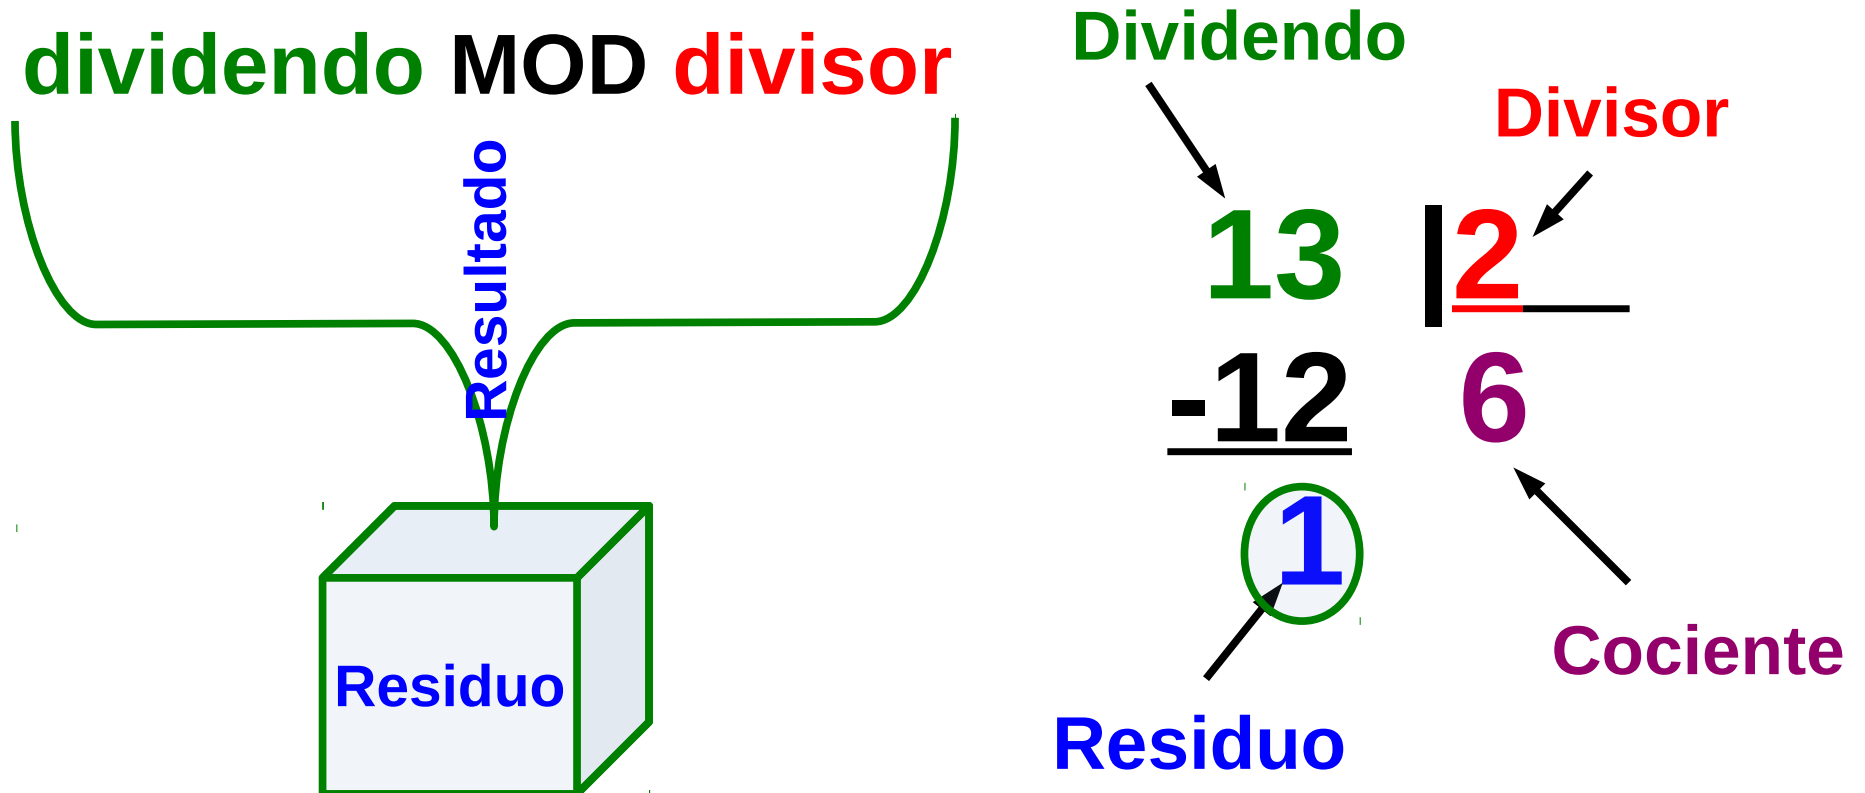 dividendo MOD divisor
Resultado
Residuo
Dividendo
Divisor
13 2
-12 6
1
Cociente
Residuo